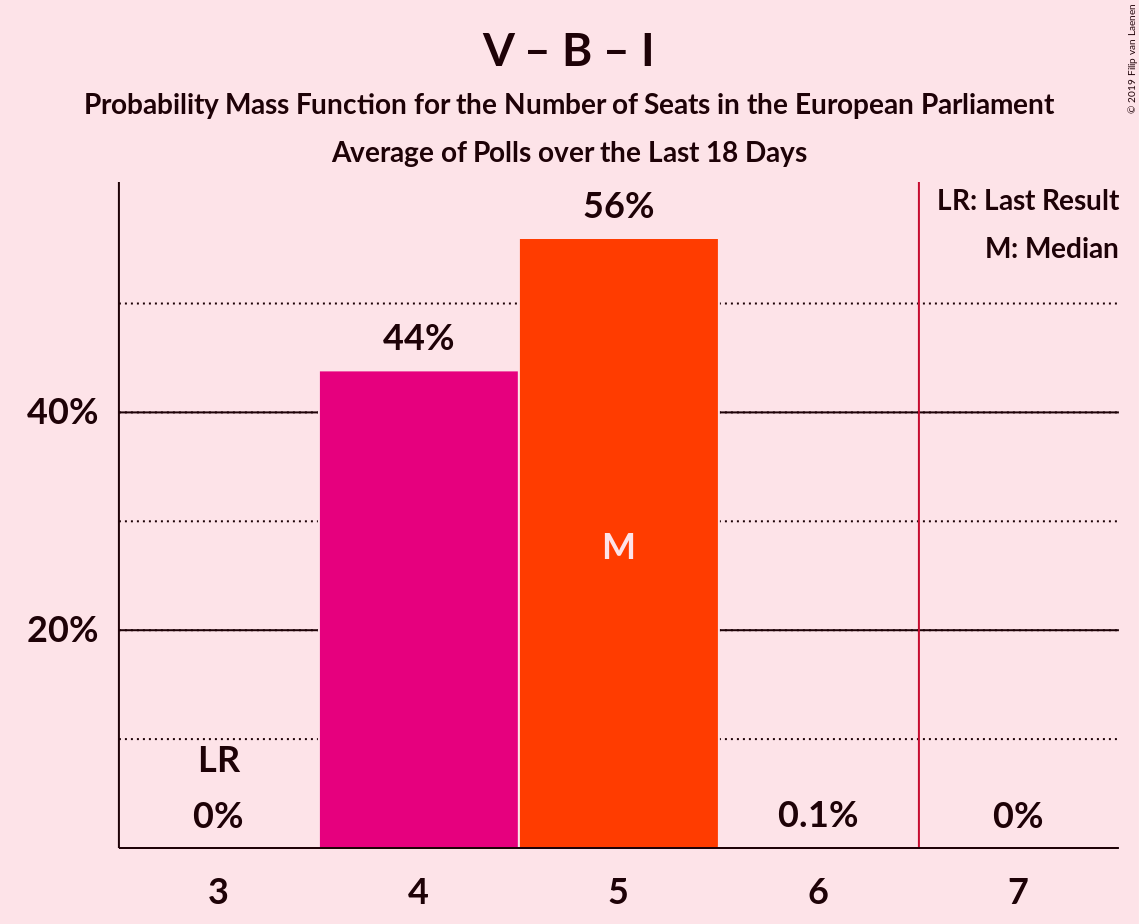 V – B – I
Probability Mass Function for the Number of Seats in the European Parliament
Average of Polls over the Last 18 Days
© 2019 Filip van Laenen
LR: Last Result
M: Median
56%
44%
40%
M
20%
LR
0%
0.1%
0%
3 4 5 6 7